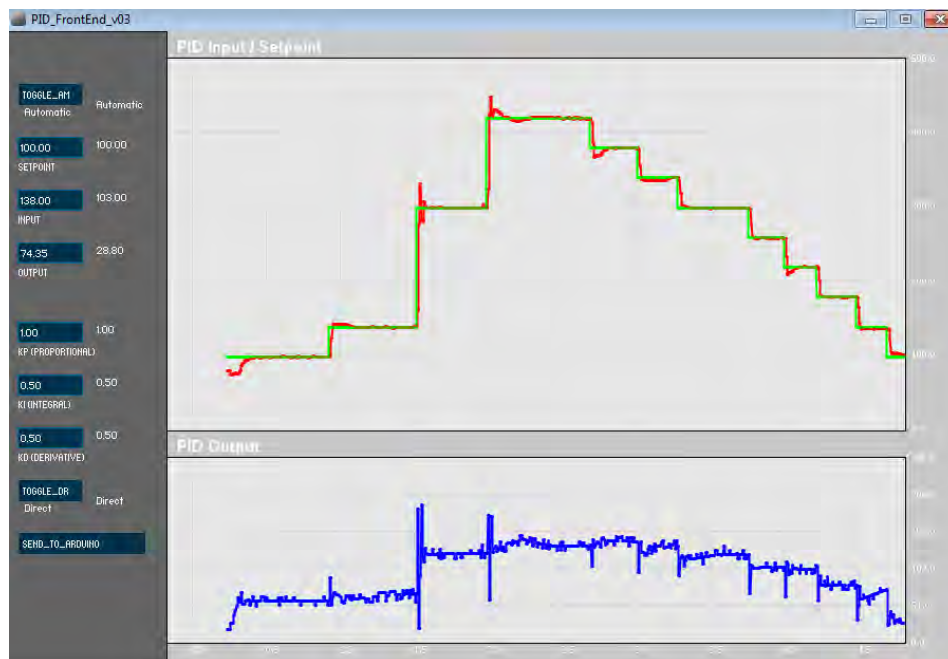 PID_FrontEnd_v03
PID Input / Setpoint
TOGGLE_AM
Automatic
Automatic
100.00
100.00
SETPOINT
138.00
103.00
INPUT
74.35
28.80
OUTPUT
1.00
1.00
KP (PROPORTIONAL)
0.50
0.50
KI (INTEGRAL)
0.50
0.50
KD (DERIVATIVE)
TOGGLE_DR
Direct
Direct
SEND_TO_ARDUINO
PID Output